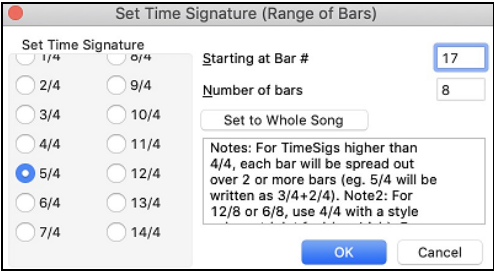 Set Time Signature (Range of Bars)
Set Time Signature
1/4 8/4
2/4 9/4
3/4 10/4
4/4 11/4
5/4 12/4
6/4 13/4
7/4 14/4
Starting at Bar # 17
Number of bars 8
Set to Whole Song
Notes: For TimeSigs higher than
4/4, each bar will be spread out
over 2 or more bars (eg. 5/4 will be
written as 3/4+2/4). Note2: For
12/8 or 6/8, use 4/4 with a style
OK Cancel